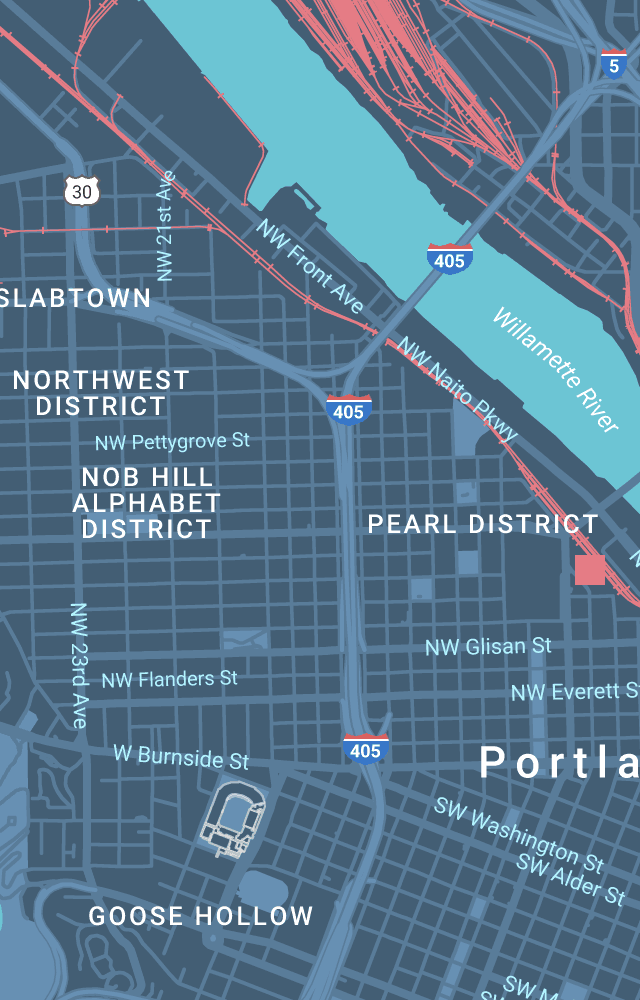 5
30
NW 21st Ave
NW Front Ave
405
SLABTOWN
Willamette River
NW Naito Pkwy
NORTHWEST
DISTRICT
405
NW Pettygrove St
NOB HILL
ALPHABET
DISTRICT
PEARL DISTRICT
N
NW 23rd Ave
NW Glisan St
NW Flanders St
NW Everett S
405
W Burnside St
Portla
SW Washington St
SW Alder St
GOOSE HOLLOW
SW M